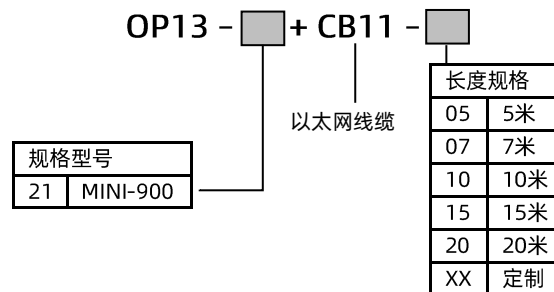 OP13 - + CB11 -
以太网线缆
规格型号
21 MINI-900
长度规格
05 5米
07 7米
10 10米
15 15米
20 20米
XX 定制